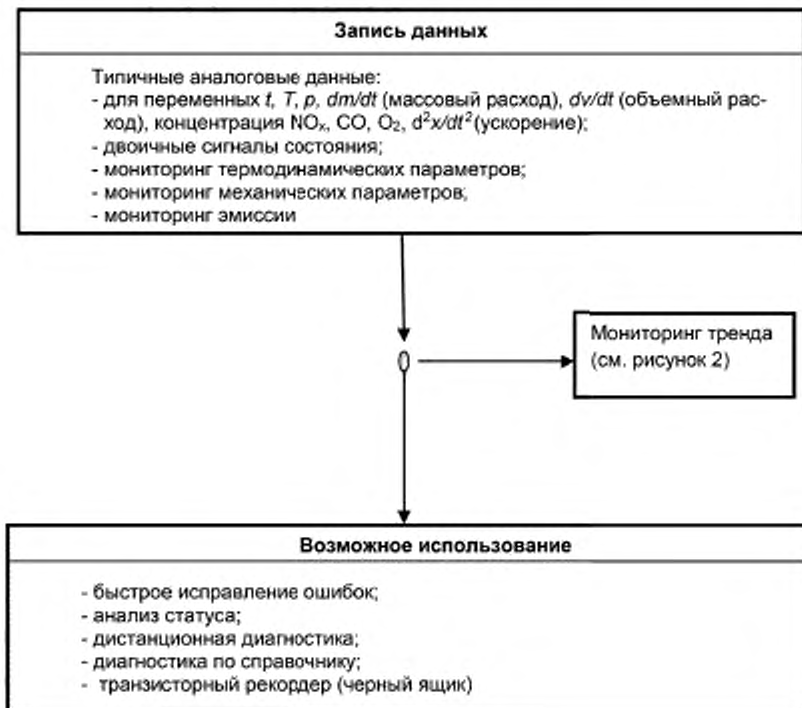 Запись данных
Типичные аналоговые данные:
- для переменных t, T, p, dm/dt (массовый расход), dv/dt (объемный рас-
ход), концентрация NOₓ, CO, O₂, d²x/dt² (ускорение);
- двоичные сигналы состояния;
- мониторинг термодинамических параметров;
- мониторинг механических параметров;
- мониторинг эмиссии
Мониторинг тренда
(см. рисунок 2)
Возможное использование
- быстрое исправление ошибок;
- анализ статуса;
- дистанционная диагностика;
- диагностика по справочнику;
- транзисторный рекордер (черный ящик)